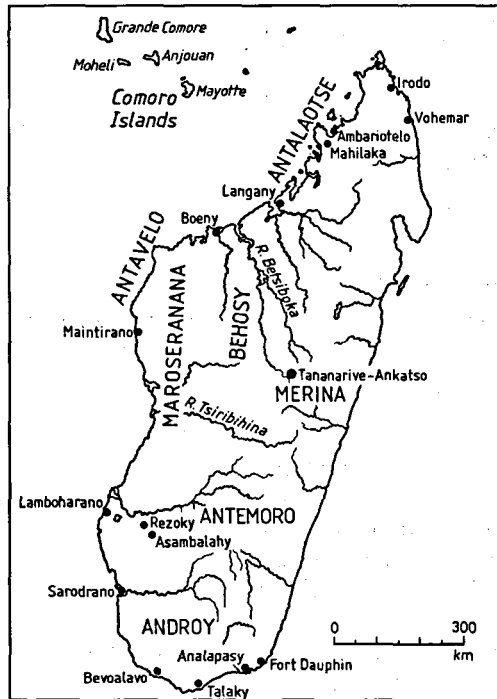 Grande Comore
Anjouan
Moheli
Mayotte
Comoro
Islands
Irodo
Vohemar
ANTALAOTSE
Ambariotelo
Mahilaka
Langany
Boeny
ANTAVELO
R. Betsiboka
BEHOSY
MAROSERANANA
Maintirano
Tananarive-Ankatso
MERINA
R. Tsiribihina
Lamboharano
ANTEMORO
Rezoky
Asambalahy
Sarodrano
ANDROY
Analapasy
Fort Dauphin
Bevoalavo
Talaky
0 300
km